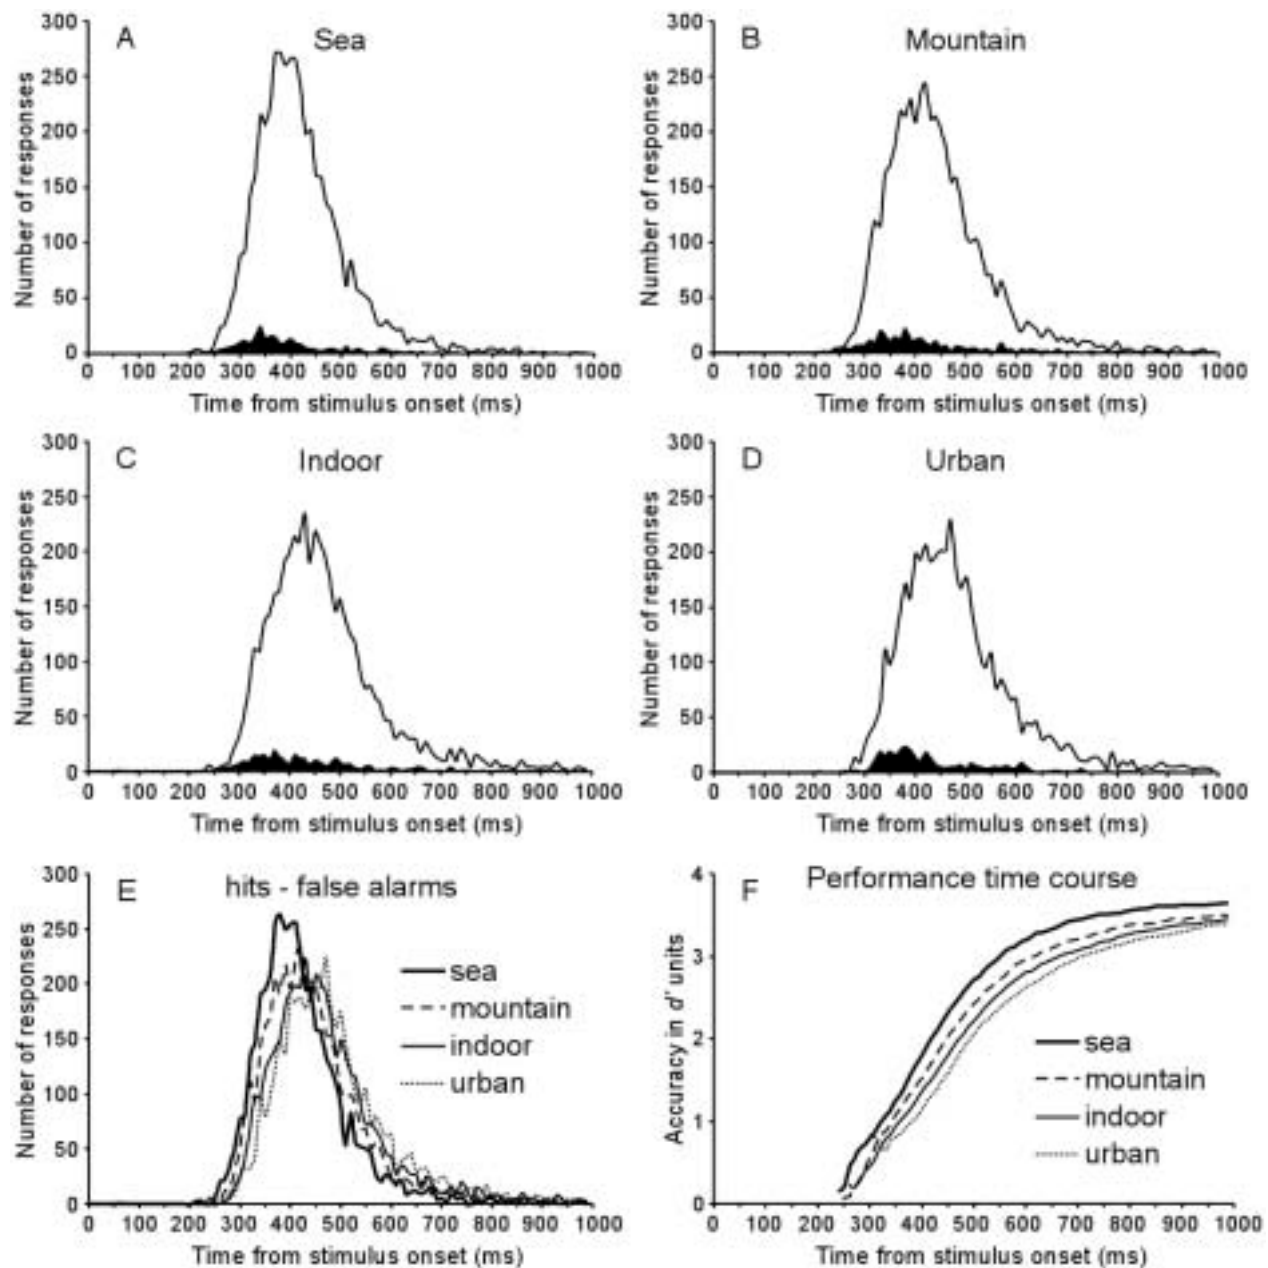 A
Sea
Number of responses
300
250
200
150
100
50
0
0 100 200 300 400 500 600 700 800 900 1000
Time from stimulus onset (ms)
B
Mountain
Number of responses
300
250
200
150
100
50
0
0 100 200 300 400 500 600 700 800 900 1000
Time from stimulus onset (ms)
C
Indoor
Number of responses
300
250
200
150
100
50
0
0 100 200 300 400 500 600 700 800 900 1000
Time from stimulus onset (ms)
D
Urban
Number of responses
300
250
200
150
100
50
0
0 100 200 300 400 500 600 700 800 900 1000
Time from stimulus onset (ms)
E
hits - false alarms
Number of responses
300
250
200
150
100
50
0
sea
mountain
indoor
urban
0 100 200 300 400 500 600 700 800 900 1000
Time from stimulus onset (ms)
F
Performance time course
Accuracy in d' units
4
3
2
1
0
sea
mountain
indoor
urban
0 100 200 300 400 500 600 700 800 900 1000
Time from stimulus onset (ms)